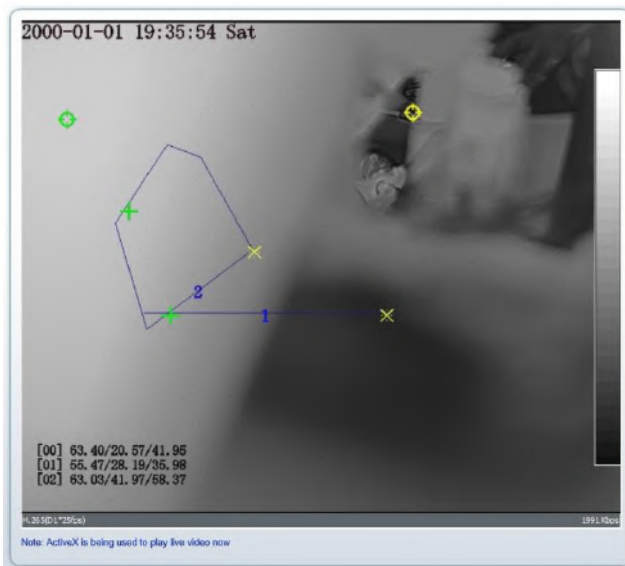 2000-01-01 19:35:54 Sat
2
1
[00] 63.40/20.57/41.95
[01] 55.47/28.19/35.98
[02] 63.03/41.97/58.37
H.265(D1*25fps) 1991 Kbps
Note: ActiveX is being used to play live video now